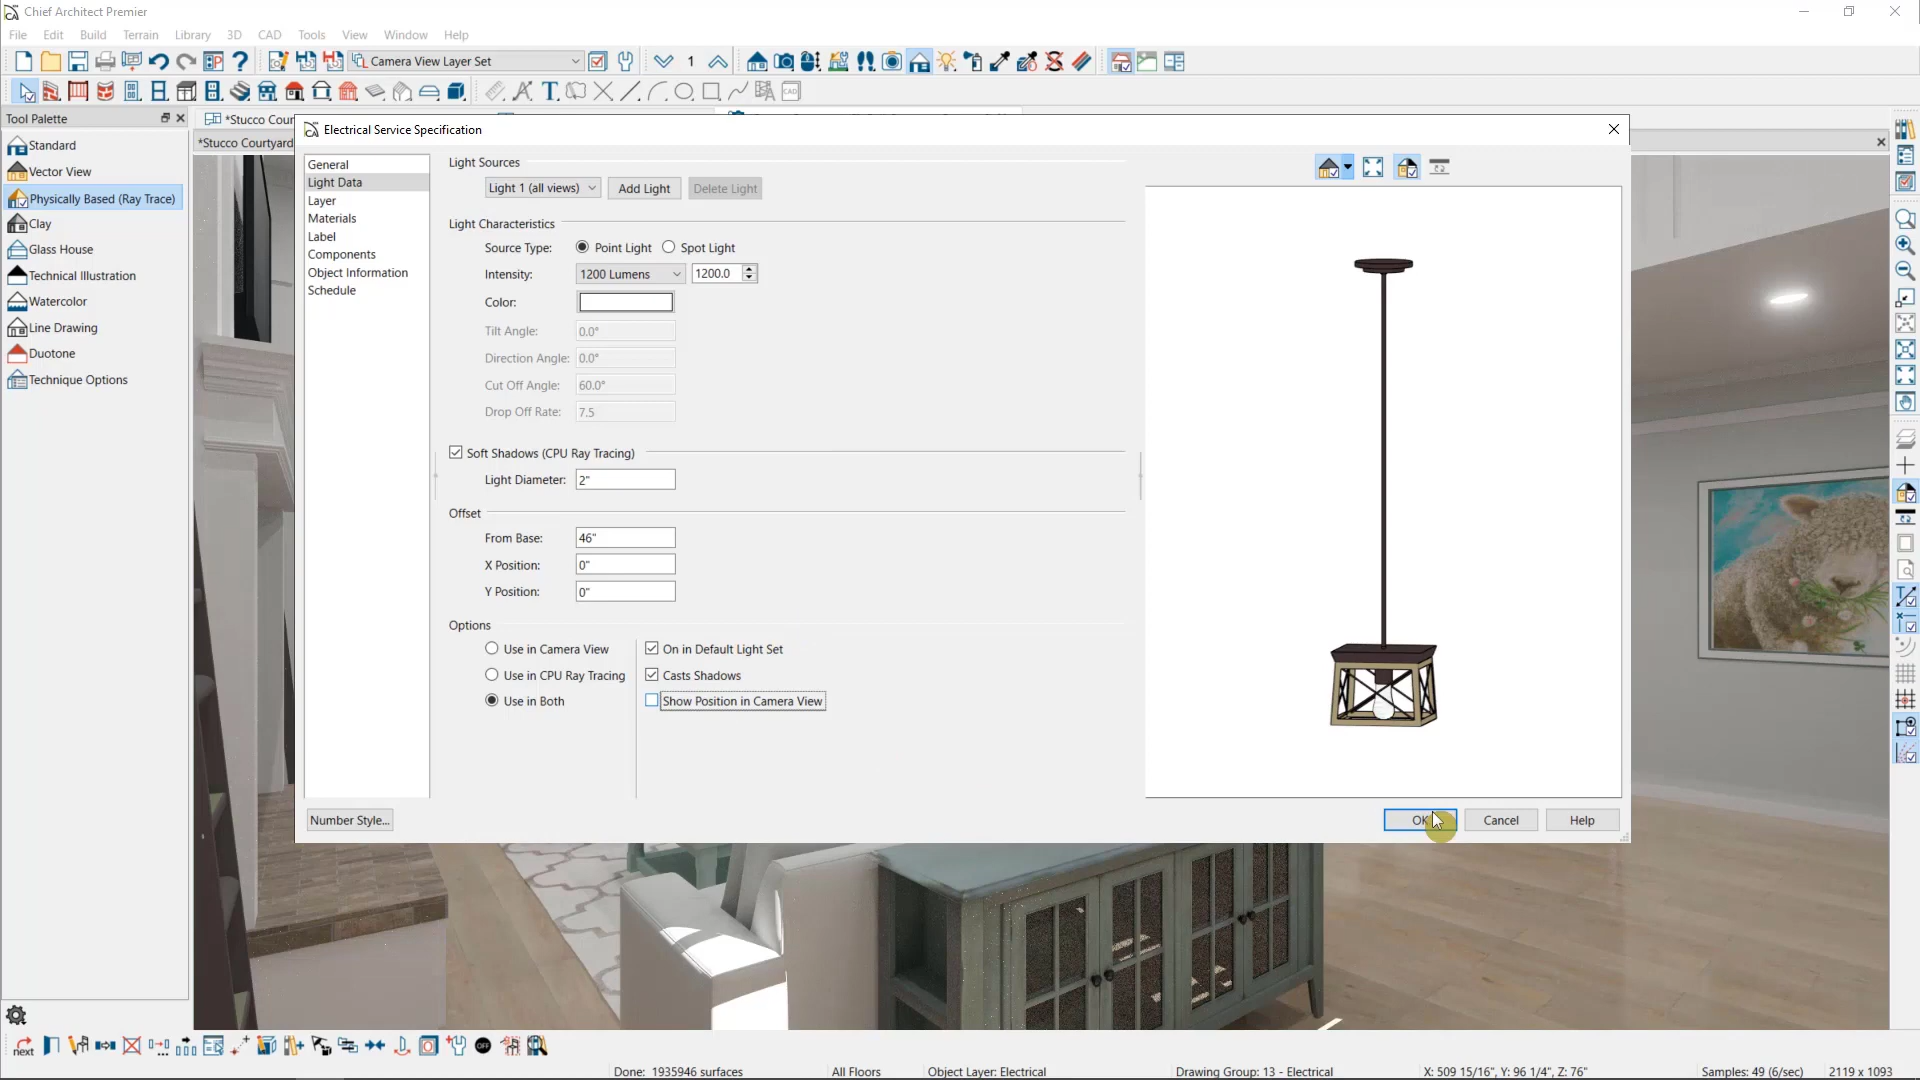 Chief Architect Premier
File Edit Build Terrain Library 3D CAD Tools Window View Help
Camera View Layer Set
1
Tool Palette
*Stucco Cour
*Stucco Courtyard
Standard
Vector View
Physically Based (Ray Trace)
Clay
Glass House
Technical Illustration
Watercolor
Line Drawing
Duotone
Technique Options
Electrical Service Specification
General
Light Data
Layer
Materials
Label
Components
Object Information
Schedule
Light Sources
Light 1 (all views) Add Light Delete Light
Light Characteristics
Source Type: Point Light Spot Light
Intensity: 1200 Lumens 1200.0
Color:
Tilt Angle: 0.0°
Direction Angle: 0.0°
Cut Off Angle: 60.0°
Drop Off Rate: 7.5
Soft Shadows (CPU Ray Tracing)
Light Diameter: 2"
Offset
From Base: 46"
X Position: 0"
Y Position: 0"
Options
Use in Camera View On in Default Light Set
Use in CPU Ray Tracing Casts Shadows
Use in Both Show Position in Camera View
Number Style... OK Cancel Help
next
OFF
CAD
Done: 1935946 surfaces All Floors Object Layer: Electrical Drawing Group: 13 - Electrical X: 509 15/16", Y: 96 1/4", Z: 76" Samples: 49 (6/sec) 2119 x 1093